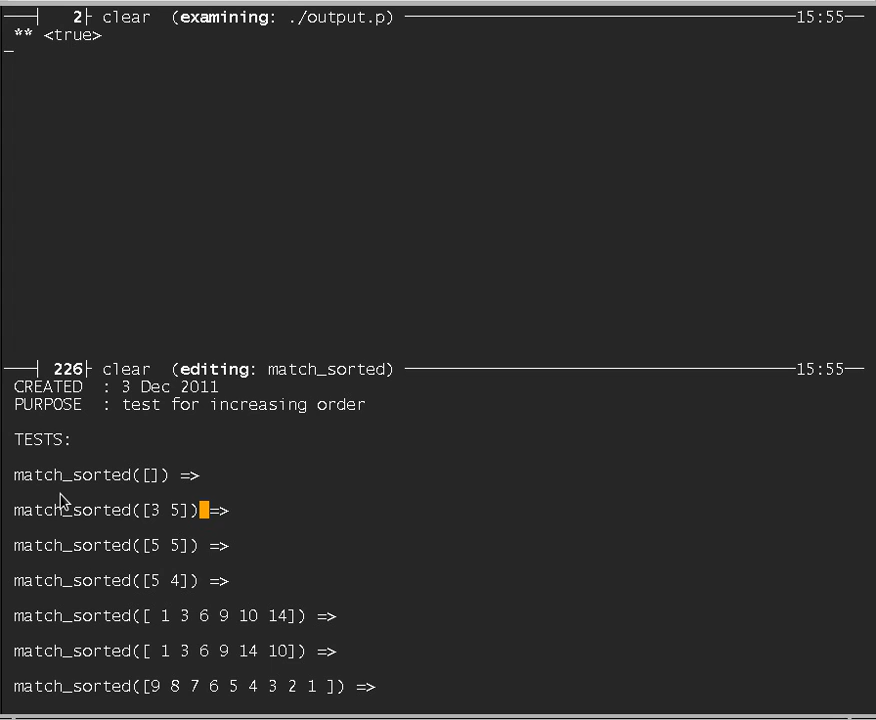 2 clear (examining: ./output.p) 15:55
** <true>
226 clear (editing: match_sorted) 15:55
CREATED : 3 Dec 2011
PURPOSE : test for increasing order
TESTS:
match_sorted([]) =>
match_sorted([3 5]) =>
match_sorted([5 5]) =>
match_sorted([5 4]) =>
match_sorted([ 1 3 6 9 10 14]) =>
match_sorted([ 1 3 6 9 14 10]) =>
match_sorted([9 8 7 6 5 4 3 2 1 ]) =>